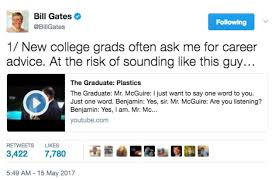 Bill Gates
@BillGates
Following
1/ New college grads often ask me for career
advice. At the risk of sounding like this guy...
The Graduate: Plastics
The Graduate: Mr. McGuire: I just want to say one word to you.
Just one word. Benjamin: Yes, sir. Mr. McGuire: Are you listening?
Benjamin: Yes, I am. Mr. Mc...
youtube.com
RETWEETS LIKES
3,422 7,780
5:49 AM - 15 May 2017